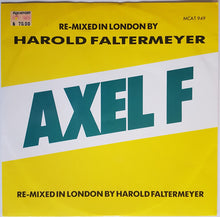 RE-MIXED IN LONDON BY
HAROLD FALTERMEYER
MCAT 949
AXEL F
RE-MIXED IN LONDON BY HAROLD FALTERMEYER